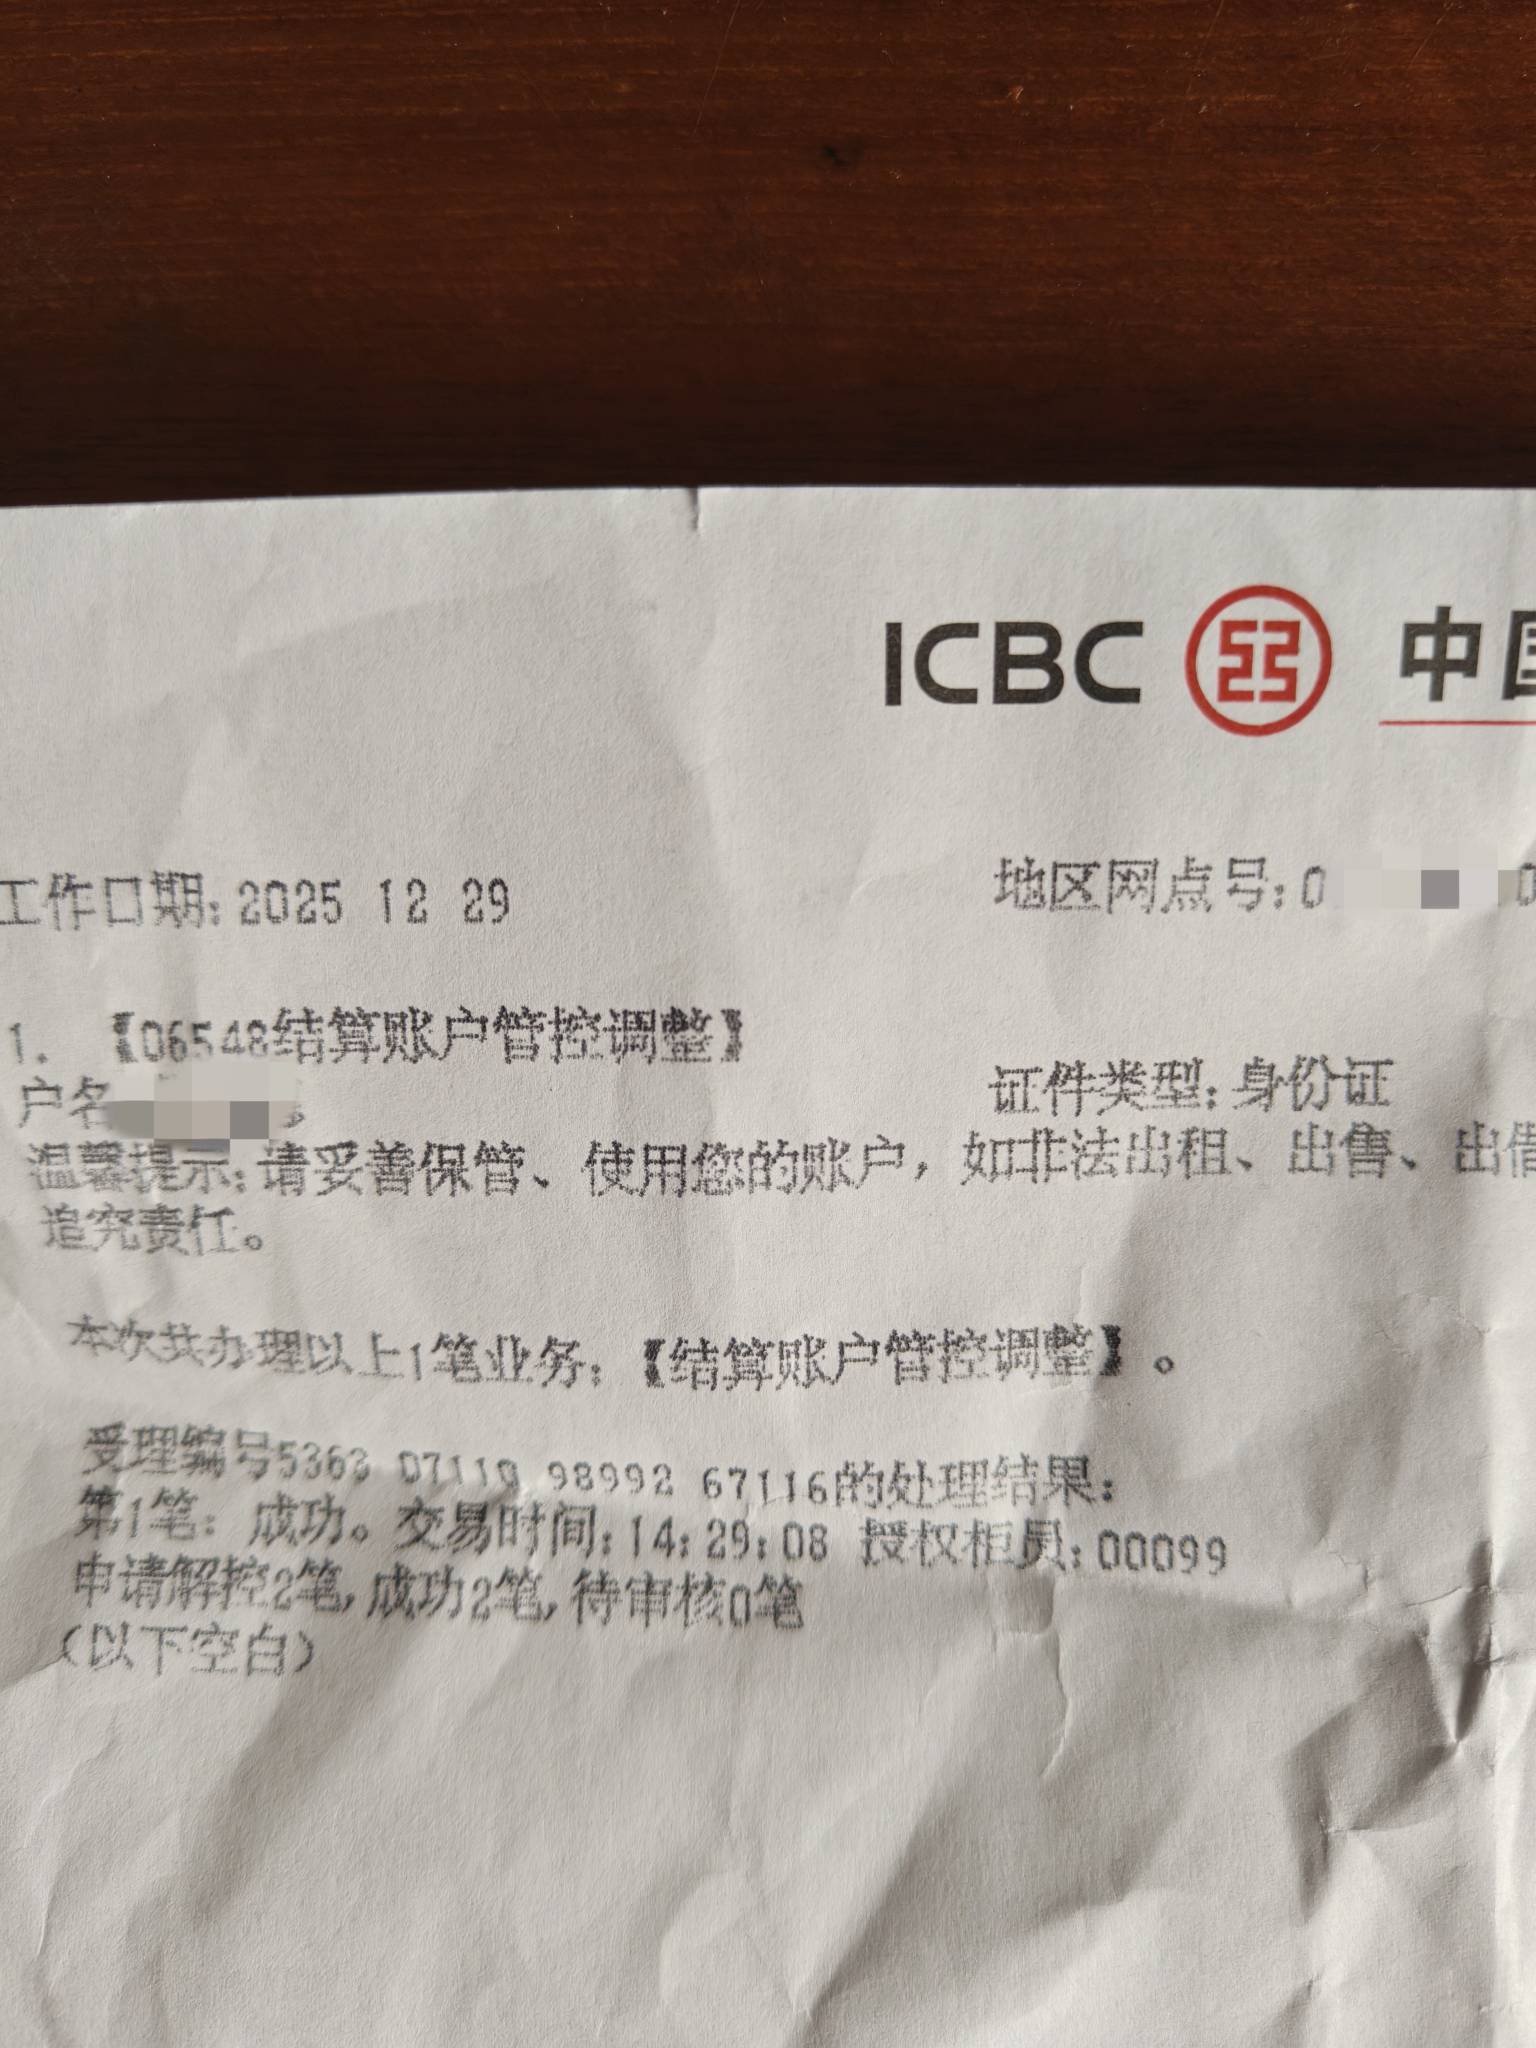 ICBC 中国
工作日期:2025 12 29 地区网点号:0 0
1. 【06548结算账户管控调整】
户名 证件类型:身份证
温馨提示:请妥善保管、使用您的账户,如非法出租、出售、出借
追究责任。
本次共办理以上1笔业务:【结算账户管控调整】。
受理编号5363 07110 98992 67116的处理结果:
第1笔: 成功。交易时间:14:29:08 授权柜员:00099
申请解控2笔,成功2笔,待审核0笔
(以下空白)